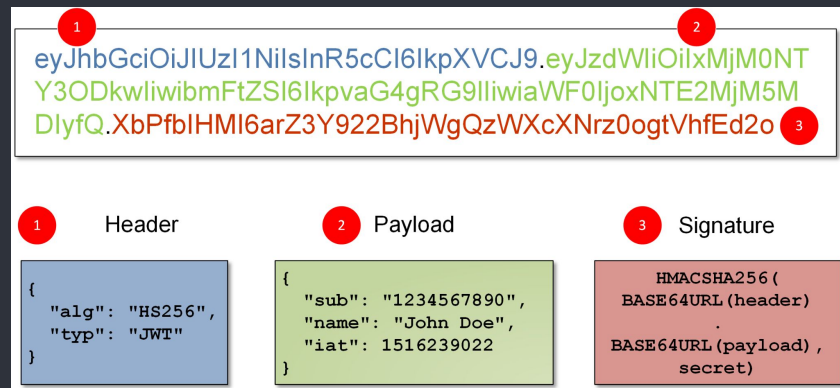 1
2
eyJhbGciOiJIUzI1NiIsInR5cCI6IkpXVCJ9.eyJzdWIiOiIxMjM0NT
Y3ODkwIiwibmFtZSI6IkpvaG4gRG9lIiwiaWF0IjoxNTE2MjM5M
DIyfQ.XbPfbIHMI6arZ3Y922BhjWgQzWXcXNrz0ogtVhfEd2o
3
1
Header
2
Payload
3
Signature
{
"alg": "HS256",
"typ": "JWT"
}
{
"sub": "1234567890",
"name": "John Doe",
"iat": 1516239022
}
HMACSHA256(
BASE64URL(header)
.
BASE64URL(payload),
secret)